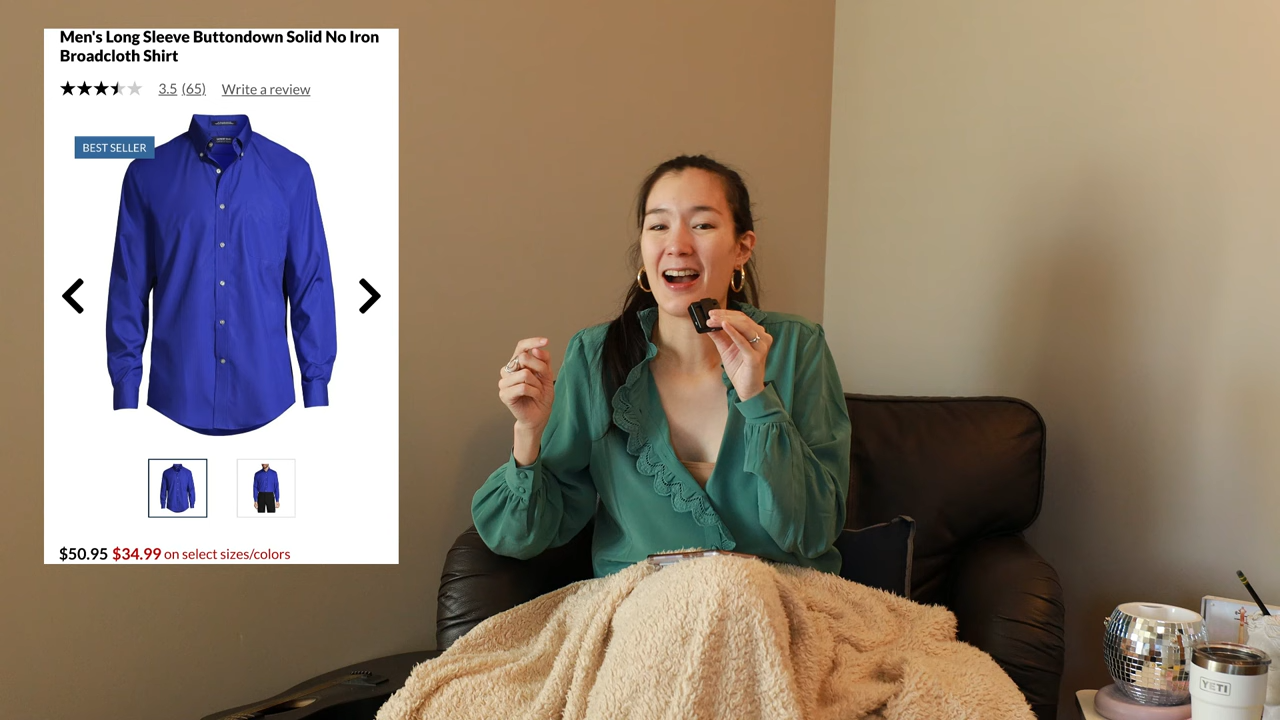 Men's Long Sleeve Buttondown Solid No Iron
Broadcloth Shirt
3.5 (65) Write a review
BEST SELLER
$50.95 $34.99 on select sizes/colors
YETI